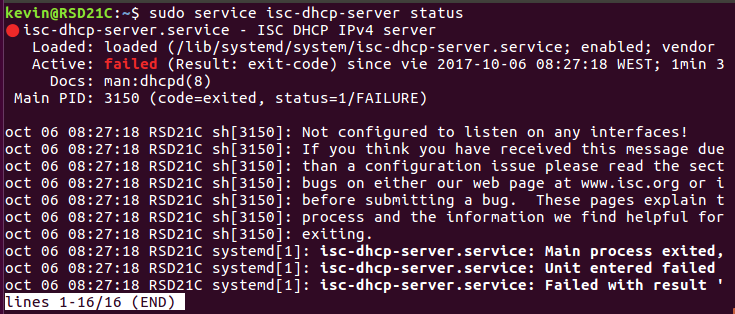 kevin@RSD21C:~$ sudo service isc-dhcp-server status
● isc-dhcp-server.service - ISC DHCP IPv4 server
   Loaded: loaded (/lib/systemd/system/isc-dhcp-server.service; enabled; vendor
   Active: failed (Result: exit-code) since vie 2017-10-06 08:27:18 WEST; 1min 3
     Docs: man:dhcpd(8)
 Main PID: 3150 (code=exited, status=1/FAILURE)

oct 06 08:27:18 RSD21C sh[3150]: Not configured to listen on any interfaces!
oct 06 08:27:18 RSD21C sh[3150]: If you think you have received this message due
oct 06 08:27:18 RSD21C sh[3150]: than a configuration issue please read the sect
oct 06 08:27:18 RSD21C sh[3150]: bugs on either our web page at www.isc.org or i
oct 06 08:27:18 RSD21C sh[3150]: before submitting a bug.  These pages explain t
oct 06 08:27:18 RSD21C sh[3150]: process and the information we find helpful for
oct 06 08:27:18 RSD21C sh[3150]: exiting.
oct 06 08:27:18 RSD21C systemd[1]: isc-dhcp-server.service: Main process exited,
oct 06 08:27:18 RSD21C systemd[1]: isc-dhcp-server.service: Unit entered failed
oct 06 08:27:18 RSD21C systemd[1]: isc-dhcp-server.service: Failed with result '
lines 1-16/16 (END)